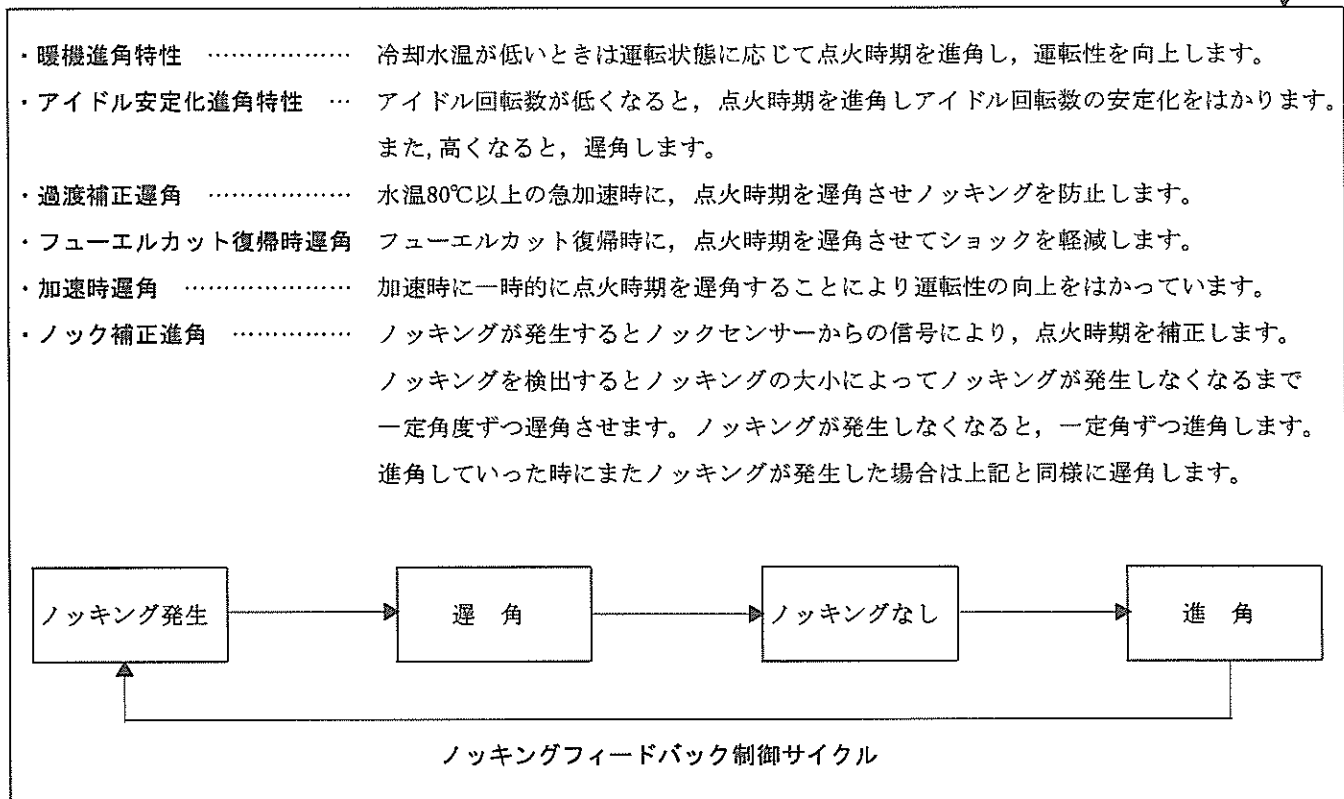 ・暖機進角特性 ……………… 冷却水温が低いときは運転状態に応じて点火時期を進角し，運転性を向上します。
・アイドル安定化進角特性 … アイドル回転数が低くなると，点火時期を進角しアイドル回転数の安定化をはかります。
また,高くなると，遅角します。
・過渡補正遅角 ……………… 水温80℃以上の急加速時に，点火時期を遅角させノッキングを防止します。
・フューエルカット復帰時遅角 フューエルカット復帰時に，点火時期を遅角させてショックを軽減します。
・加速時遅角 ………………… 加速時に一時的に点火時期を遅角することにより運転性の向上をはかっています。
・ノック補正進角 …………… ノッキングが発生するとノックセンサーからの信号により，点火時期を補正します。
ノッキングを検出するとノッキングの大小によってノッキングが発生しなくなるまで
一定角度ずつ遅角させます。ノッキングが発生しなくなると，一定角ずつ進角します。
進角していった時にまたノッキングが発生した場合は上記と同様に遅角します。
ノッキング発生 遅 角 ノッキングなし 進 角
ノッキングフィードバック制御サイクル